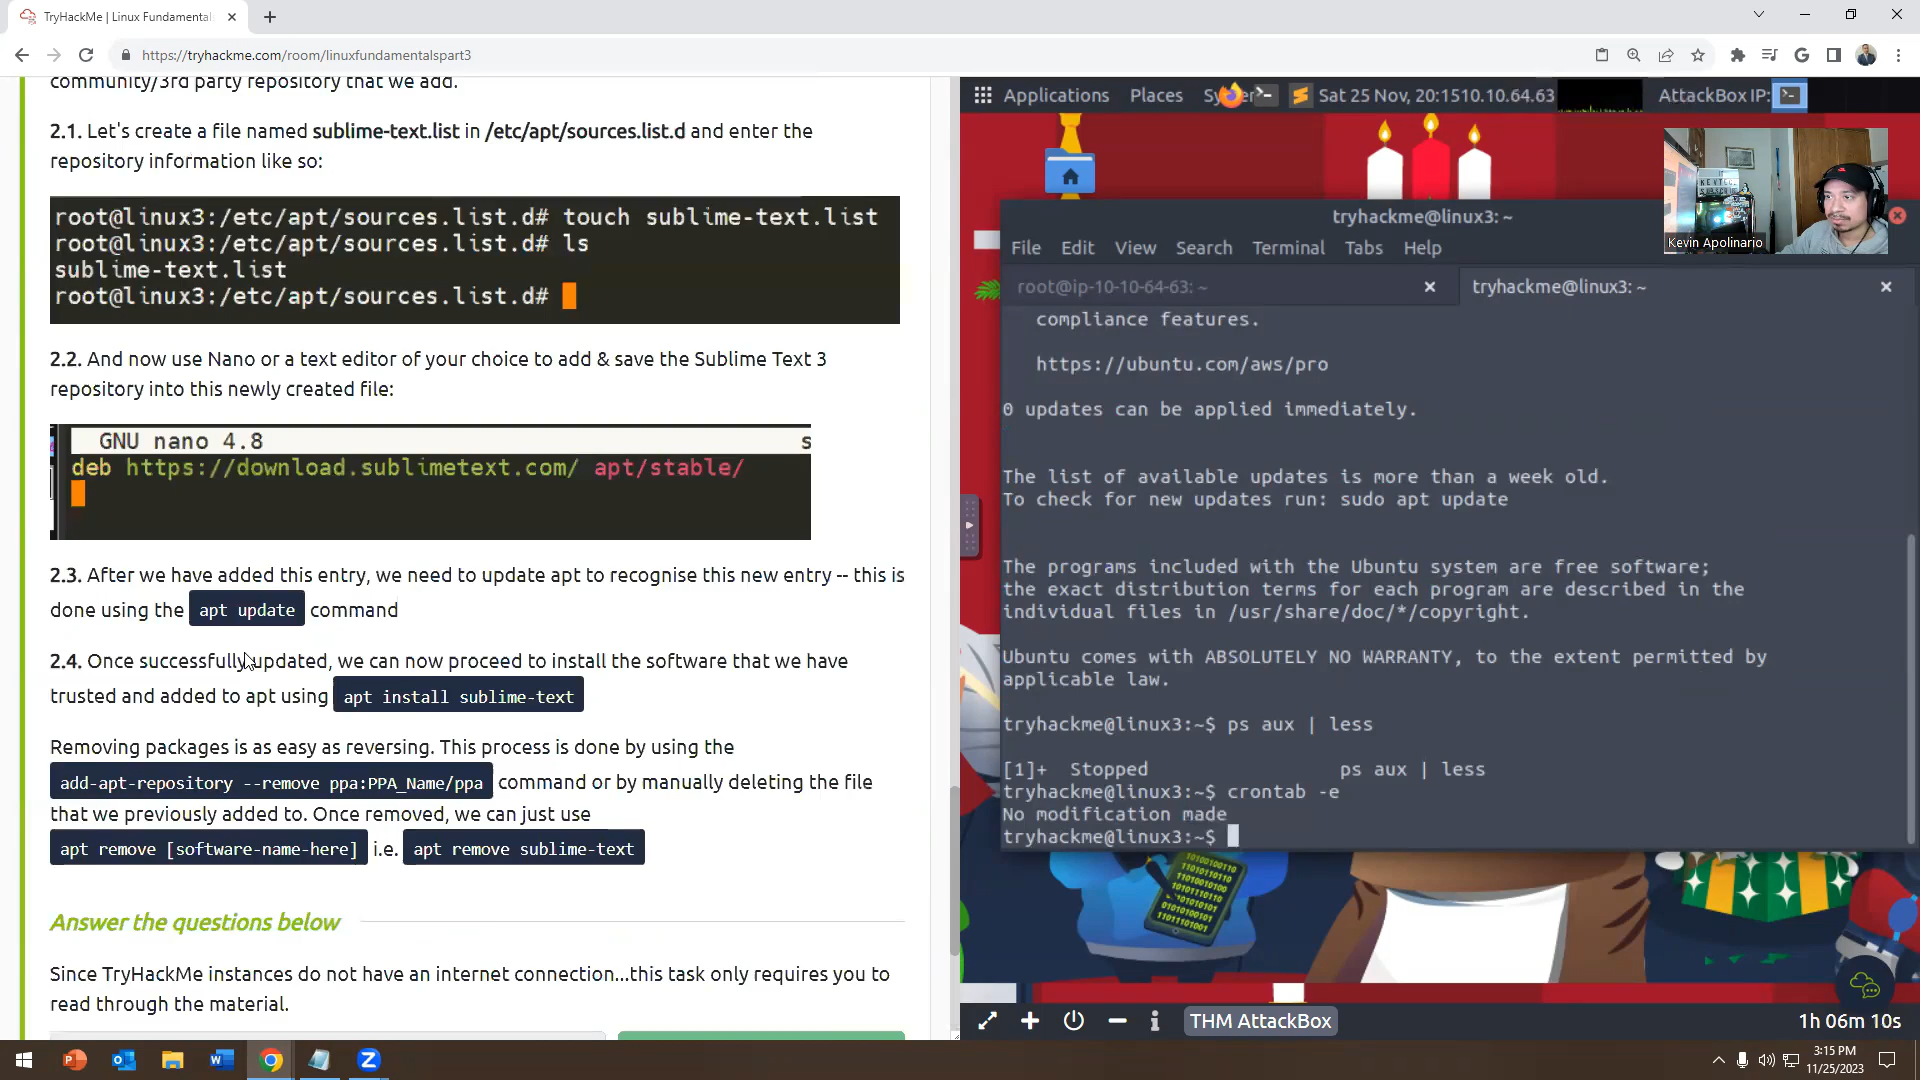 TryHackMe | Linux Fundamental
https://tryhackme.com/room/linuxfundamentalspart3
community/3rd party repository that we add.
2.1. Let's create a file named sublime-text.list in /etc/apt/sources.list.d and enter the
repository information like so:
root@linux3:/etc/apt/sources.list.d# touch sublime-text.list
root@linux3:/etc/apt/sources.list.d# ls
sublime-text.list
root@linux3:/etc/apt/sources.list.d#
2.2. And now use Nano or a text editor of your choice to add & save the Sublime Text 3
repository into this newly created file:
GNU nano 4.8 s
deb https://download.sublimetext.com/ apt/stable/
2.3. After we have added this entry, we need to update apt to recognise this new entry -- this is
done using the apt update command
2.4. Once successfully updated, we can now proceed to install the software that we have
trusted and added to apt using apt install sublime-text
Removing packages is as easy as reversing. This process is done by using the
add-apt-repository --remove ppa:PPA_Name/ppa command or by manually deleting the file
that we previously added to. Once removed, we can just use
apt remove [software-name-here] i.e. apt remove sublime-text
Answer the questions below
Since TryHackMe instances do not have an internet connection...this task only requires you to
read through the material.
Applications Places Sy Sat 25 Nov, 20:1510.10.64.63 AttackBox IP:
Kevin Apolinario
tryhackme@linux3: ~
File Edit View Search Terminal Tabs Help
root@ip-10-10-64-63: ~ tryhackme@linux3: ~
compliance features.
https://ubuntu.com/aws/pro
0 updates can be applied immediately.
The list of available updates is more than a week old.
To check for new updates run: sudo apt update
The programs included with the Ubuntu system are free software;
the exact distribution terms for each program are described in the
individual files in /usr/share/doc/*/copyright.
Ubuntu comes with ABSOLUTELY NO WARRANTY, to the extent permitted by
applicable law.
tryhackme@linux3:~$ ps aux | less
[1]+ Stopped ps aux | less
tryhackme@linux3:~$ crontab -e
No modification made
tryhackme@linux3:~$
THM AttackBox
1h 06m 10s
3:15 PM
11/25/2023